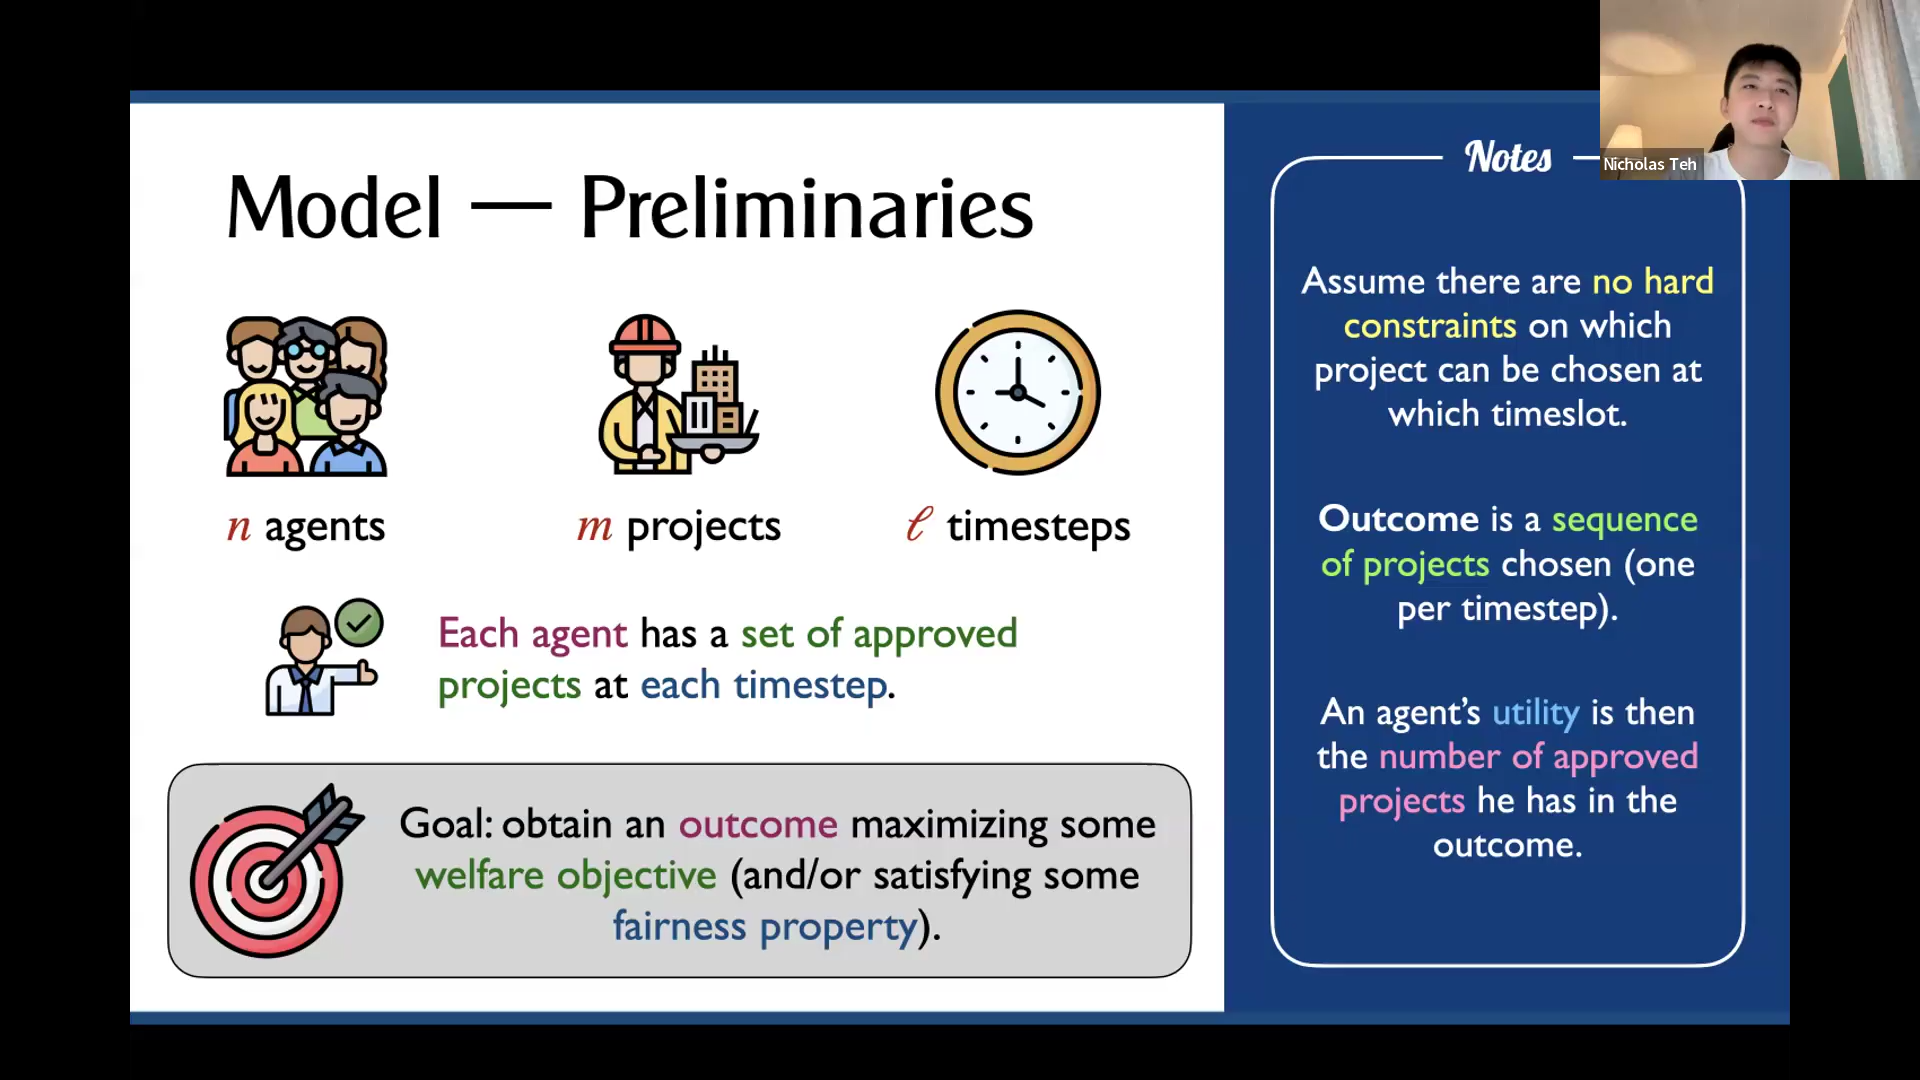 Model — Preliminaries
n agents
m projects
ℓ timesteps
Each agent has a set of approved
projects at each timestep.
Goal: obtain an outcome maximizing some
welfare objective (and/or satisfying some
fairness property).
Notes
Assume there are no hard
constraints on which
project can be chosen at
which timeslot.
Outcome is a sequence
of projects chosen (one
per timestep).
An agent's utility is then
the number of approved
projects he has in the
outcome.
Nicholas Teh